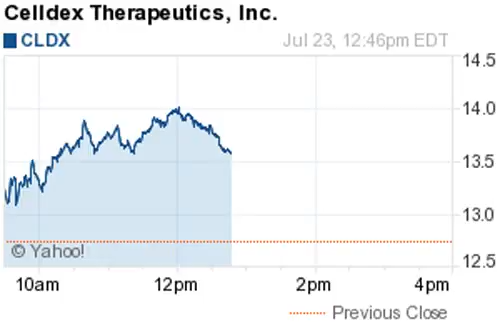 Celldex Therapeutics, Inc.
CLDX Jul 23, 12:46pm EDT
14.5
14.0
13.5
13.0
12.5
© Yahoo!
10am 12pm 2pm 4pm
Previous Close